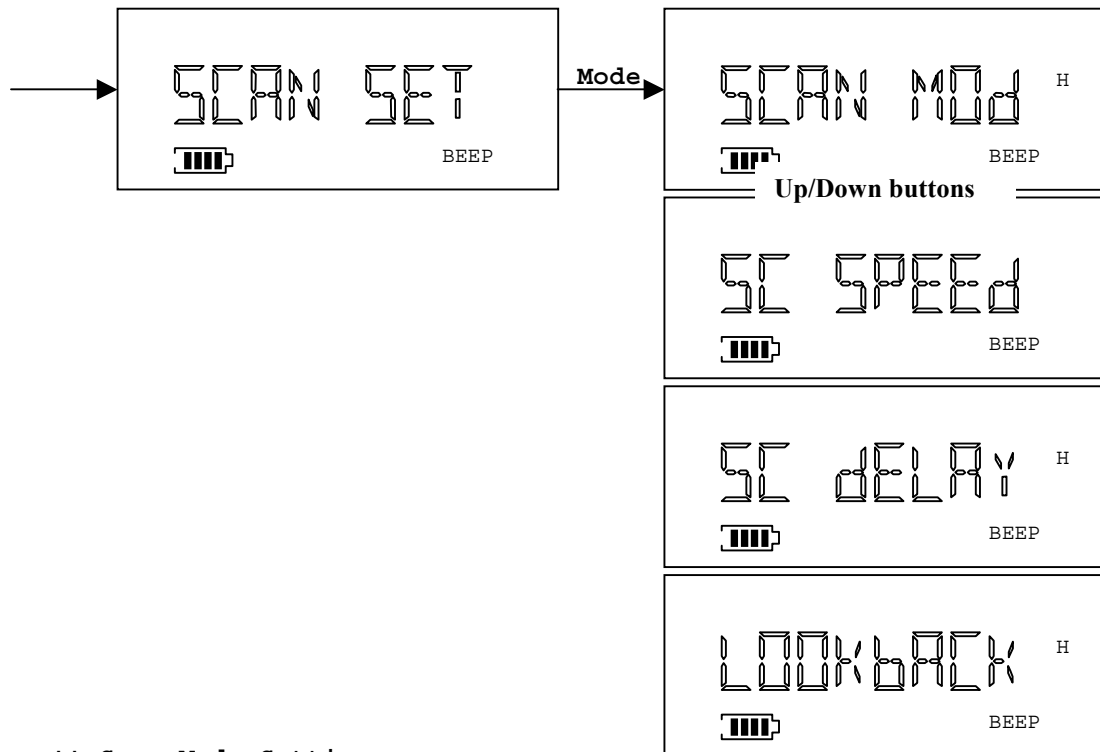 SCAN SET
BEEP
Mode
SCAN MOd H
BEEP
Up/Down buttons
SC SPEEd
BEEP
SC dELAY H
BEEP
LOOKbACK H
BEEP